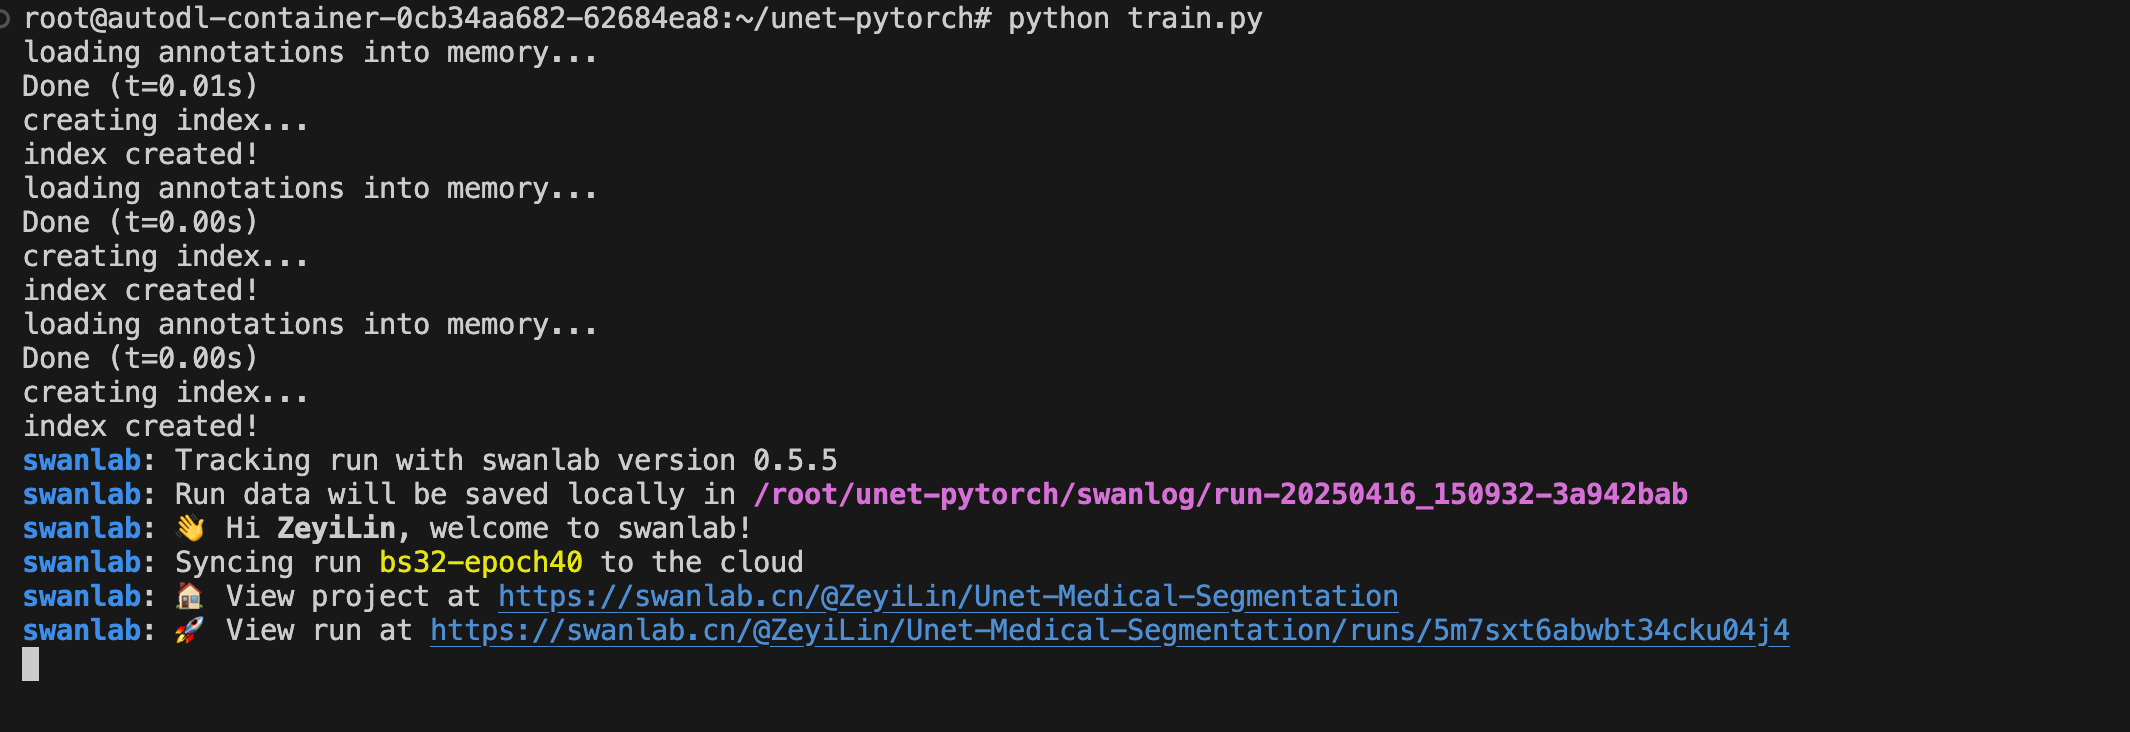 root@autodl-container-0cb34aa682-62684ea8:~/unet-pytorch# python train.py
loading annotations into memory...
Done (t=0.01s)
creating index...
index created!
loading annotations into memory...
Done (t=0.00s)
creating index...
index created!
loading annotations into memory...
Done (t=0.00s)
creating index...
index created!
swanlab: Tracking run with swanlab version 0.5.5
swanlab: Run data will be saved locally in /root/unet-pytorch/swanlog/run-20250416_150932-3a942bab
swanlab: 👋 Hi ZeyiLin, welcome to swanlab!
swanlab: Syncing run bs32-epoch40 to the cloud
swanlab: 🏠 View project at https://swanlab.cn/@ZeyiLin/Unet-Medical-Segmentation
swanlab: 🚀 View run at https://swanlab.cn/@ZeyiLin/Unet-Medical-Segmentation/runs/5m7sxt6abwbt34cku04j4